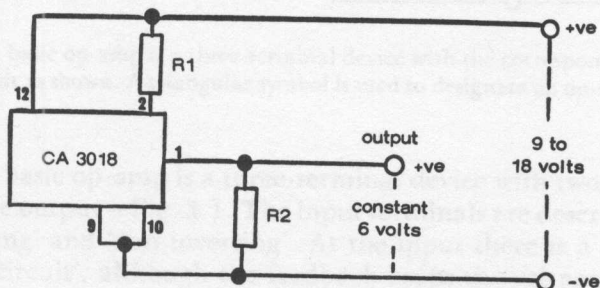 +ve
R1
12
2
9 to
18 volts
CA 3018
1
output
+ve
R2
constant
6 volts
9
10
-ve